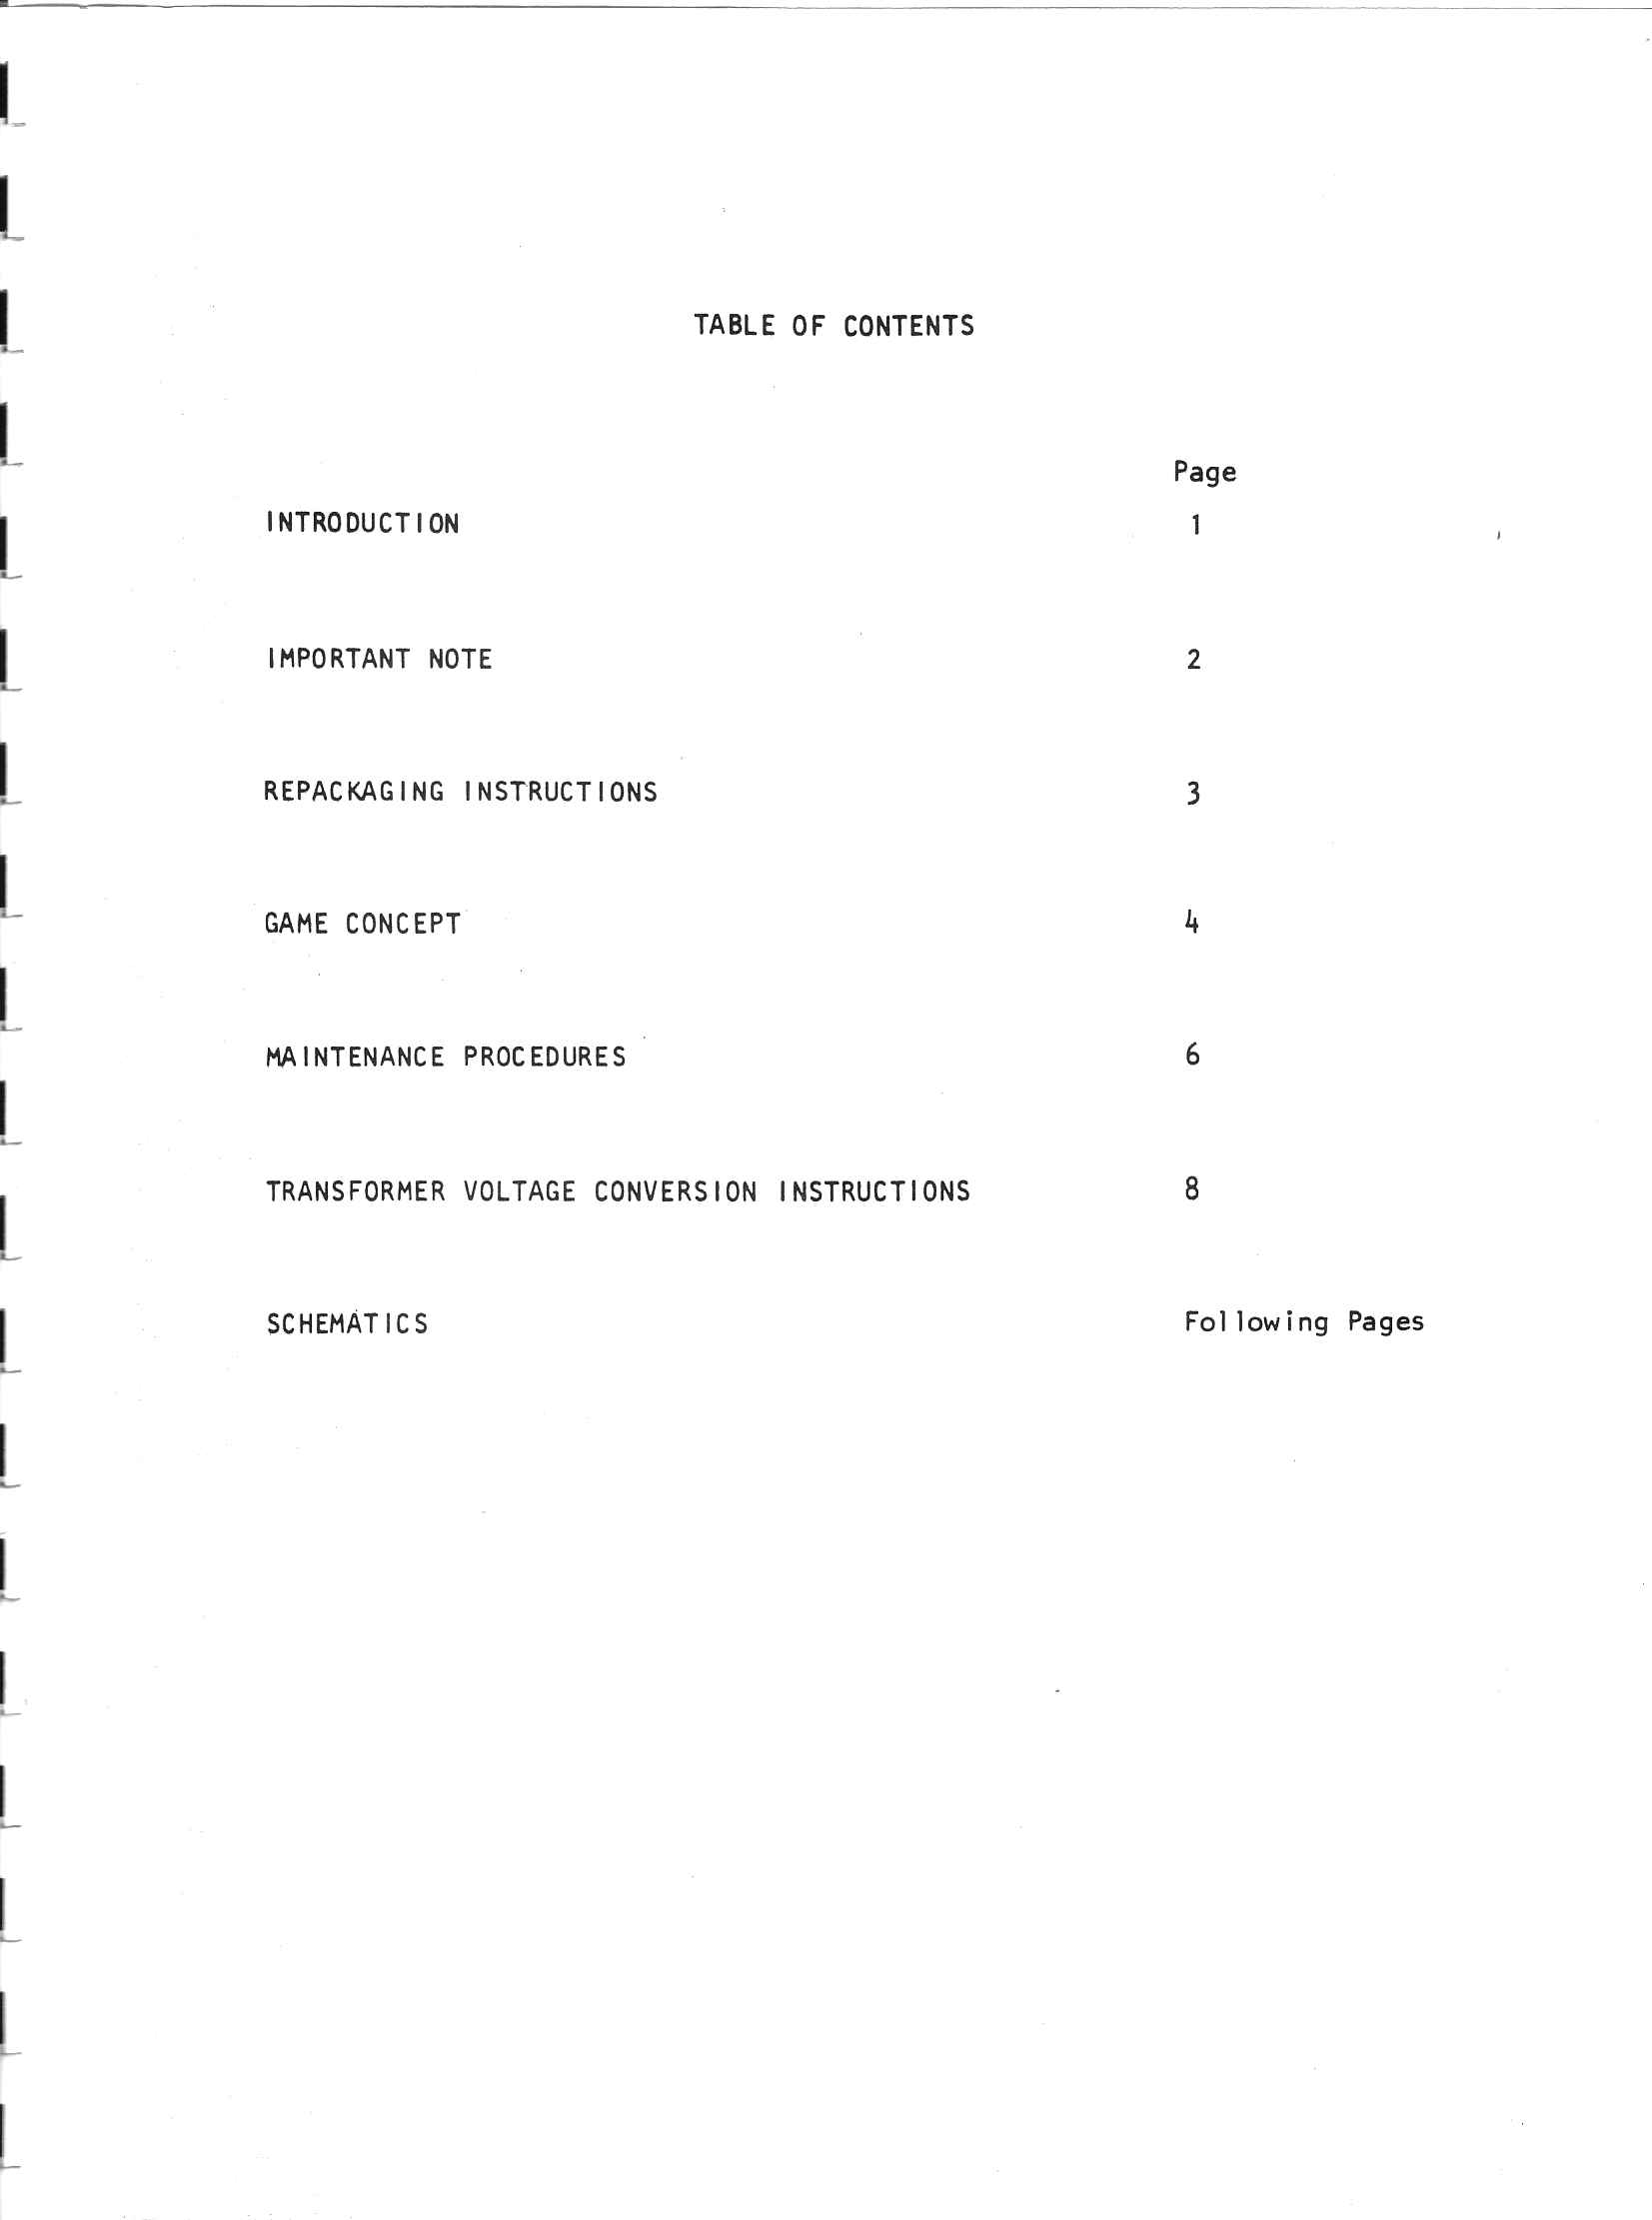 TABLE OF CONTENTS
Page
INTRODUCTION 1
IMPORTANT NOTE 2
REPACKAGING INSTRUCTIONS 3
GAME CONCEPT 4
MAINTENANCE PROCEDURES 6
TRANSFORMER VOLTAGE CONVERSION INSTRUCTIONS 8
SCHEMATICS Following Pages